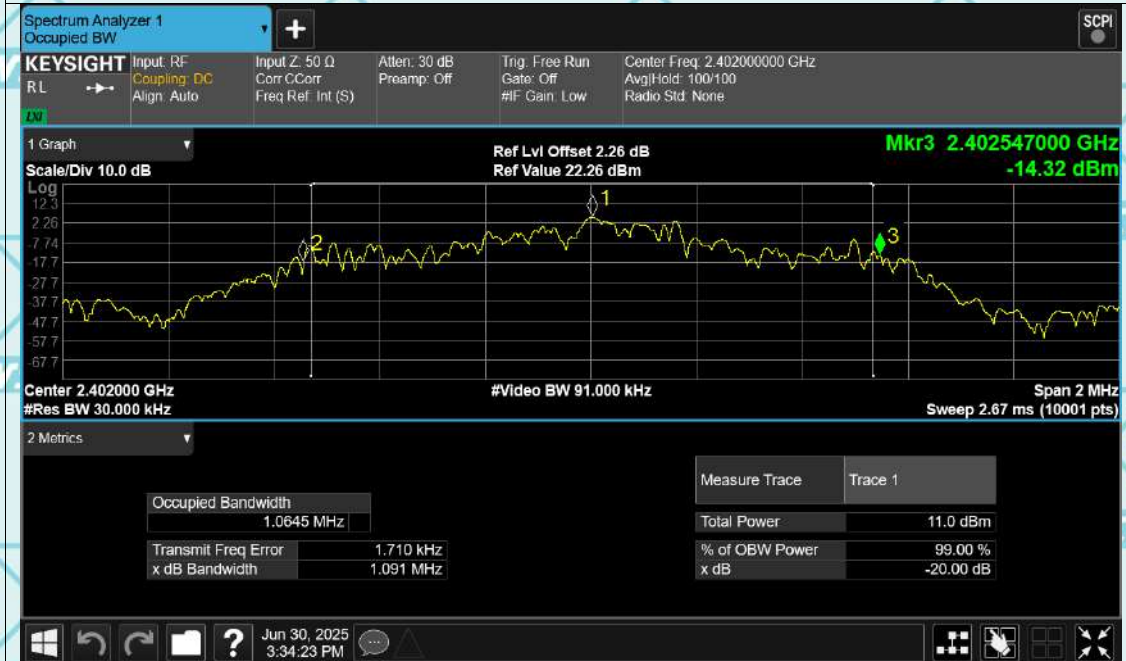 Spectrum Analyzer 1
Occupied BW
+
SCPI
KEYSIGHT
RL
LXI
Input: RF
Coupling: DC
Align: Auto
Input Z: 50 Ω
Corr CCorr
Freq Ref: Int (S)
Atten: 30 dB
Preamp: Off
Trig: Free Run
Gate: Off
#IF Gain: Low
Center Freq: 2.402000000 GHz
Avg|Hold: 100/100
Radio Std: None
1 Graph
Scale/Div 10.0 dB
Ref Lvl Offset 2.26 dB
Ref Value 22.26 dBm
Mkr3 2.402547000 GHz
-14.32 dBm
Log
12.3
2.26
-7.74
-17.7
-27.7
-37.7
-47.7
-57.7
-67.7
1
2
3
Center 2.402000 GHz
#Video BW 91.000 kHz
Span 2 MHz
#Res BW 30.000 kHz
Sweep 2.67 ms (10001 pts)
2 Metrics
Occupied Bandwidth
1.0645 MHz
Transmit Freq Error 1.710 kHz
x dB Bandwidth 1.091 MHz
Measure Trace Trace 1
Total Power 11.0 dBm
% of OBW Power 99.00 %
x dB -20.00 dB
?
Jun 30, 2025
3:34:23 PM